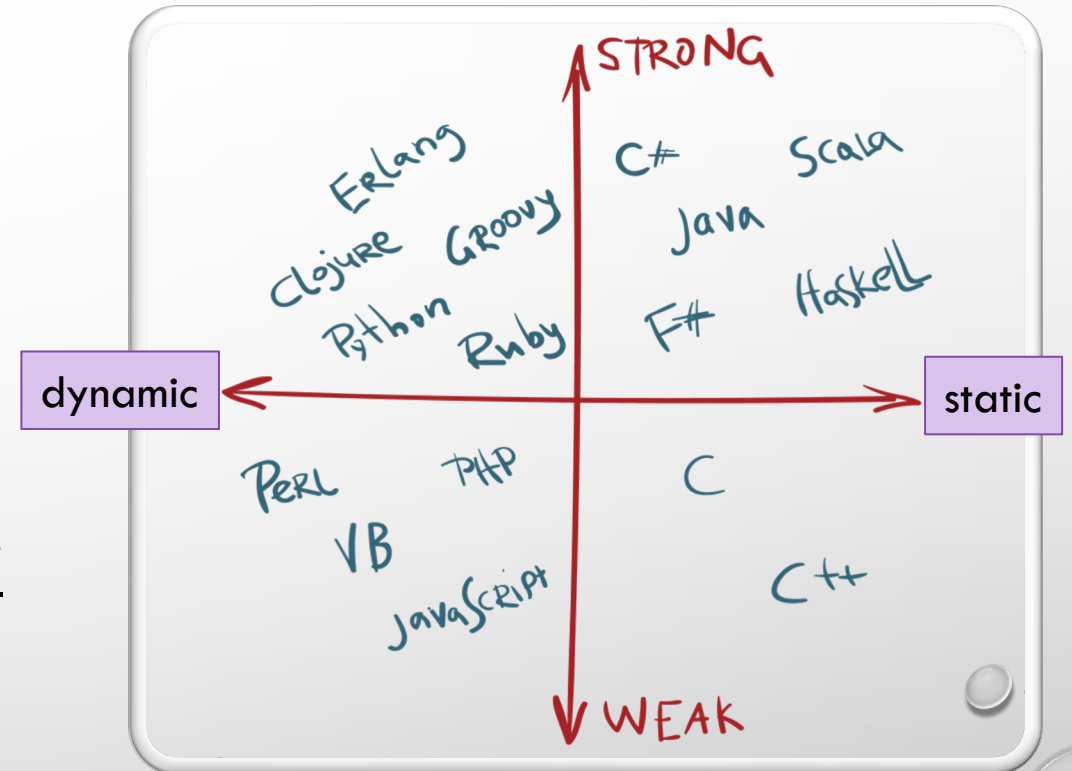 STRONG
ERLang
C#
Scala
GROOVY
Java
ClojuRE
Haskell
Python
F#
Ruby
dynamic
static
PERL
PHP
C
VB
C++
JavaSCRiPt
WEAK